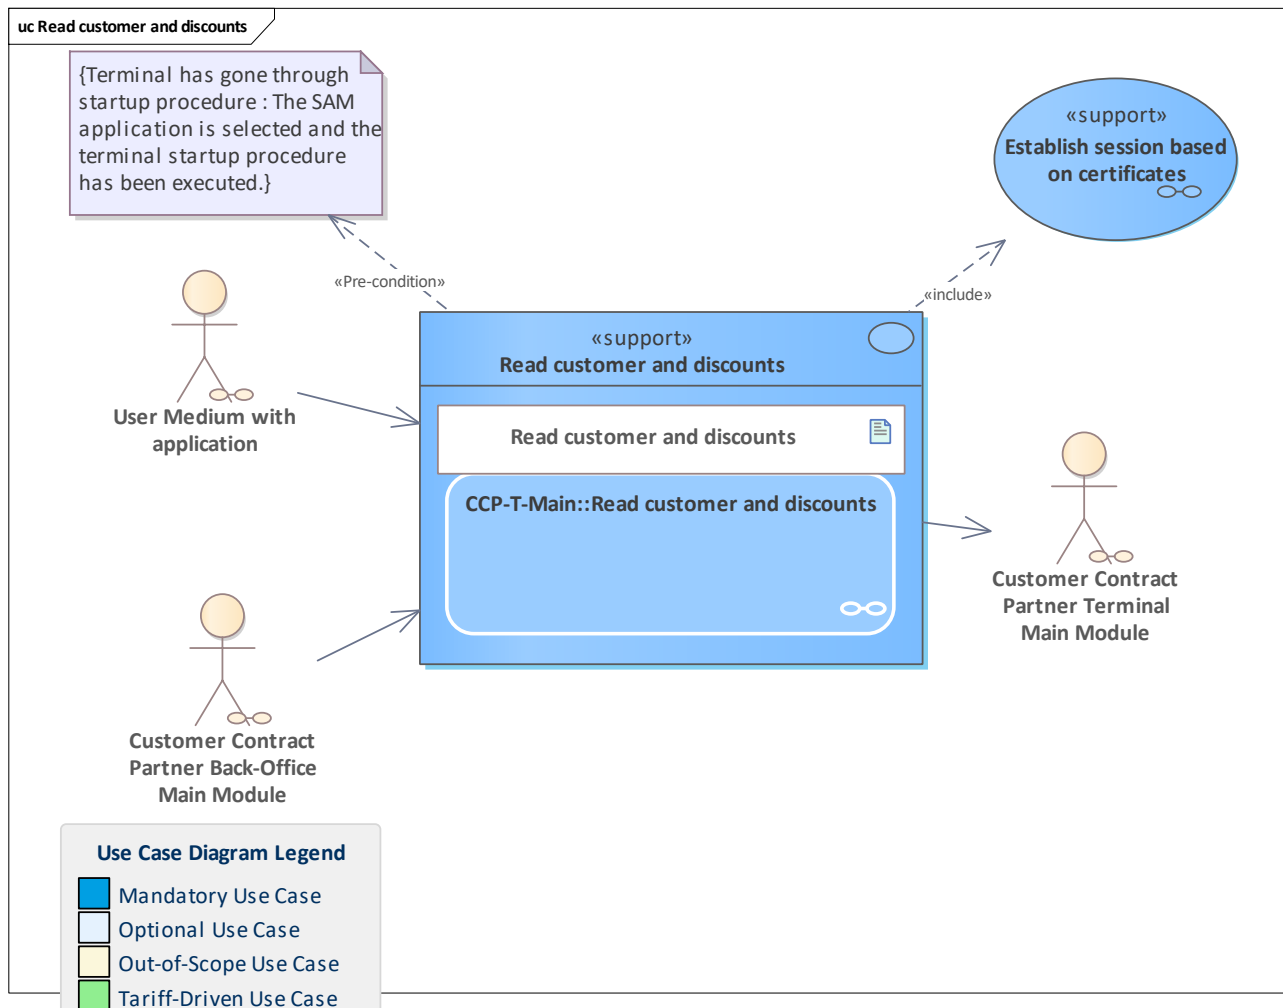 uc Read customer and discounts
{Terminal has gone through
startup procedure : The SAM
application is selected and the
terminal startup procedure
has been executed.}
«support»
Establish session based
on certificates
«Pre-condition»
«include»
«support»
Read customer and discounts
User Medium with
application
Read customer and discounts
CCP-T-Main::Read customer and discounts
Customer Contract
Partner Terminal
Main Module
Customer Contract
Partner Back-Office
Main Module
Use Case Diagram Legend
Mandatory Use Case
Optional Use Case
Out-of-Scope Use Case
Tariff-Driven Use Case